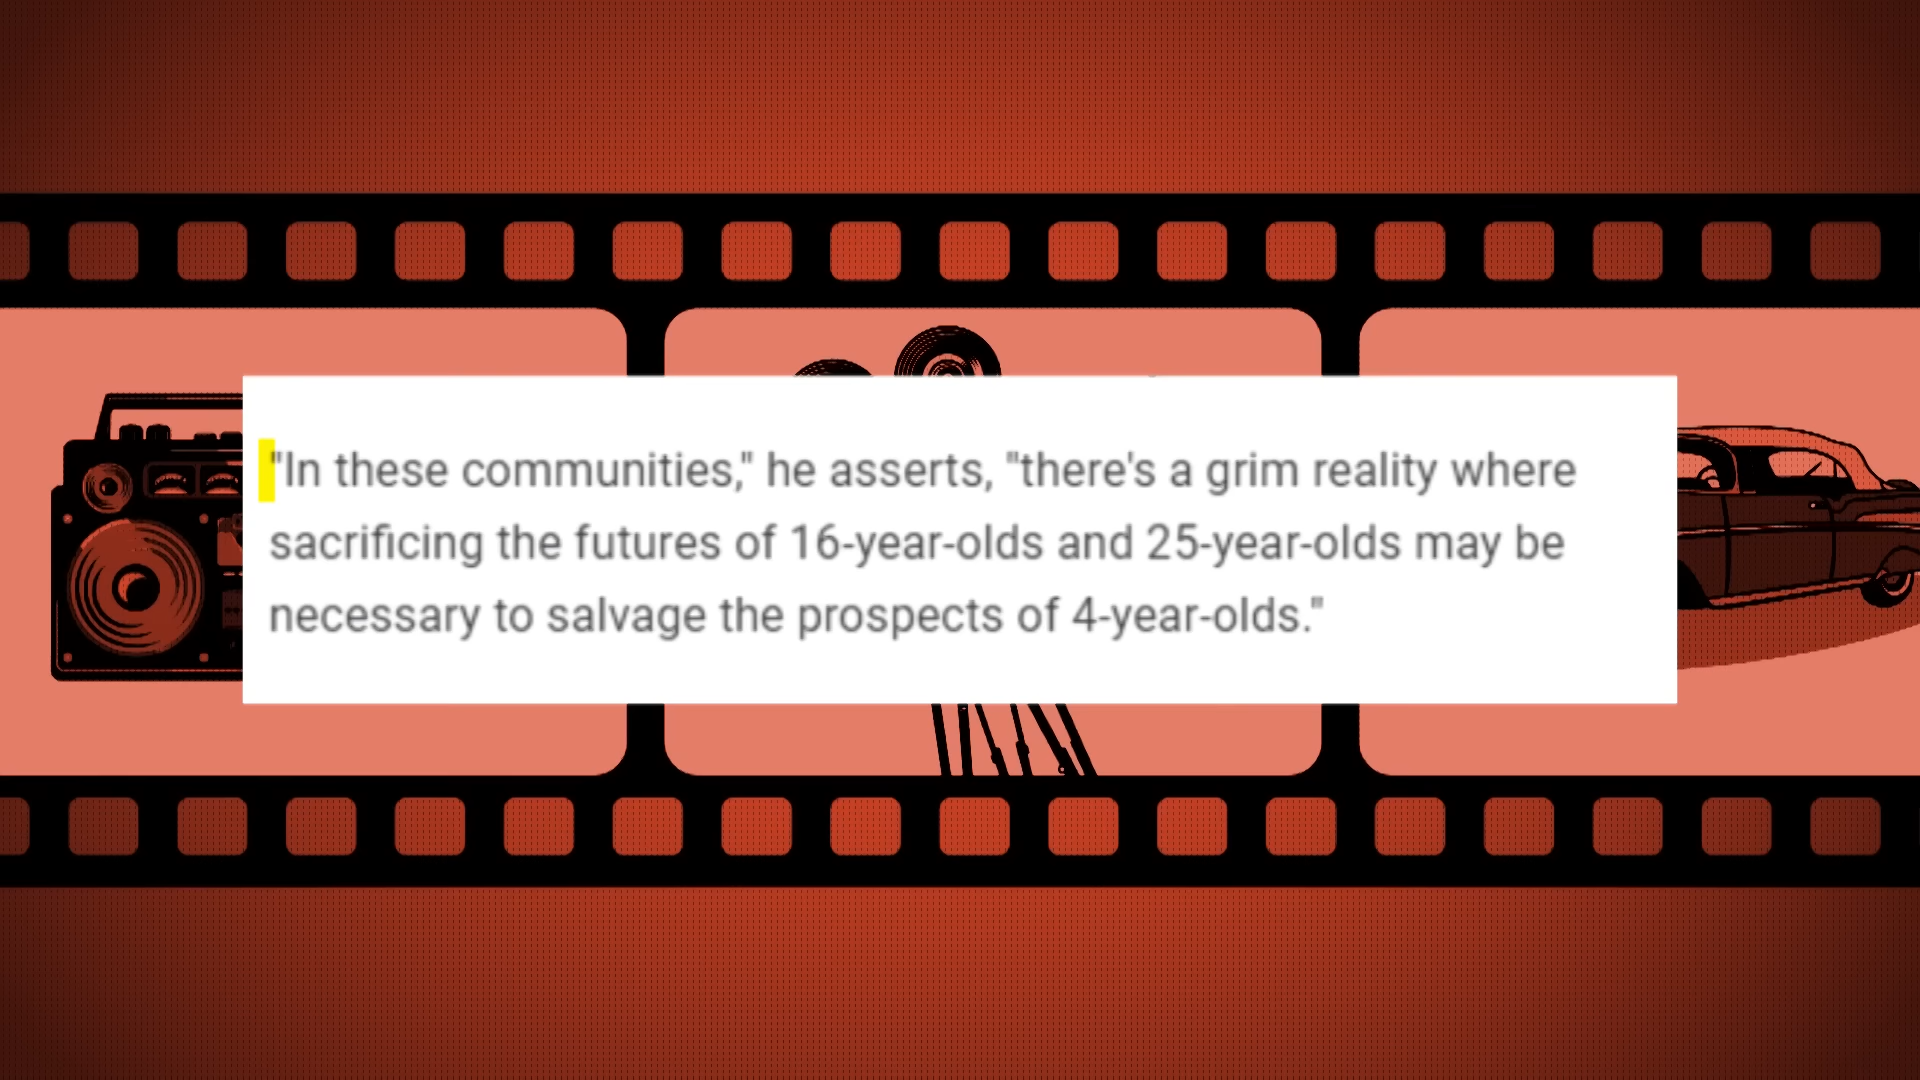 "In these communities," he asserts, "there's a grim reality where
sacrificing the futures of 16-year-olds and 25-year-olds may be
necessary to salvage the prospects of 4-year-olds."